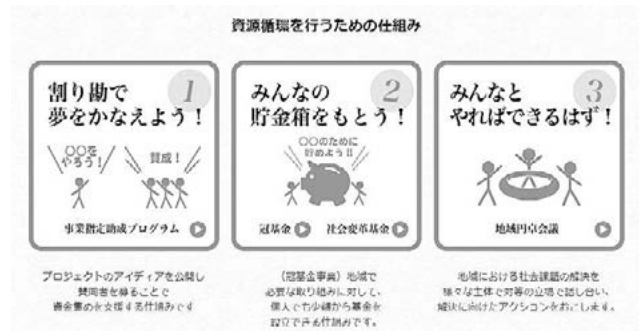 資源循環を行うための仕組み
1
割り勘で
夢をかなえよう！
〇〇を
やろう！
賛成！
事業指定助成プログラム
プロジェクトのアイディアを公開し
賛同者を募ることで
資金集めを支援する仕組みです
2
みんなの
貯金箱をもとう！
〇〇のために
貯めよう!!
冠基金
社会変革基金
（冠基金事業）地域で
必要な取り組みに対して、
個人でも少額から基金を
設立できる仕組みです。
3
みんなと
やればできるはず！
地域円卓会議
地域における社会課題の解決を
様々な主体で対等の立場で話し合い、
解決に向けたアクションをおこします。